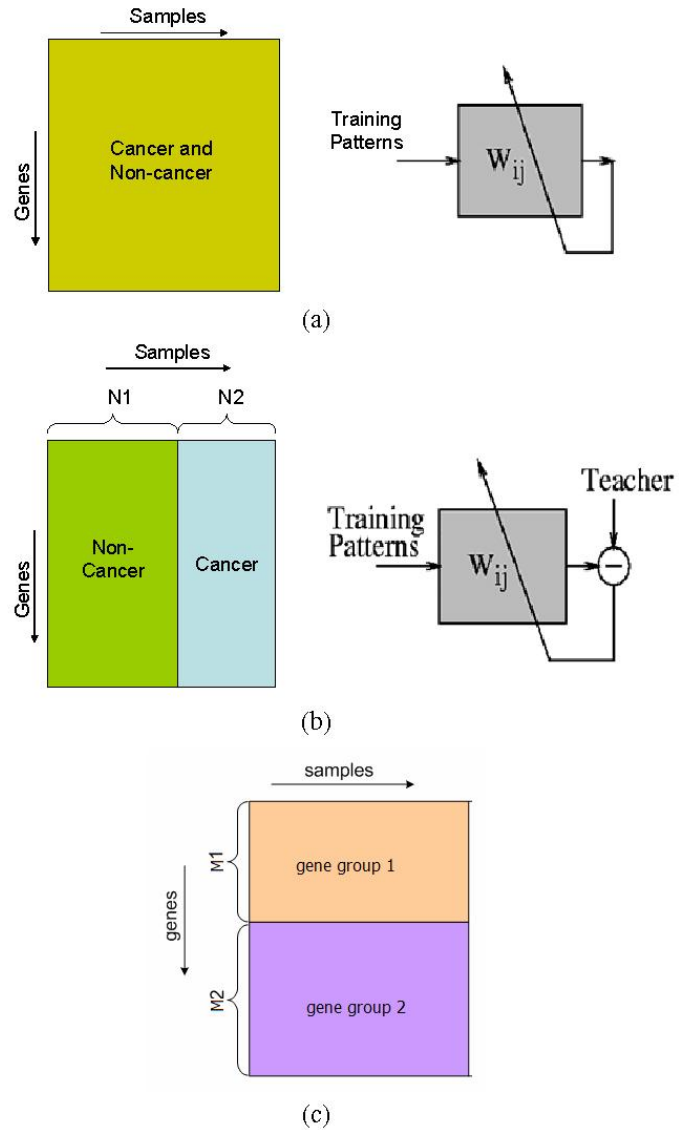 Samples
Genes
Cancer and
Non-cancer
Training
Patterns
Wij
(a)
Samples
N1
N2
Genes
Non-
Cancer
Cancer
Training
Patterns
Wij
Teacher
−
(b)
samples
genes
M1
gene group 1
M2
gene group 2
(c)